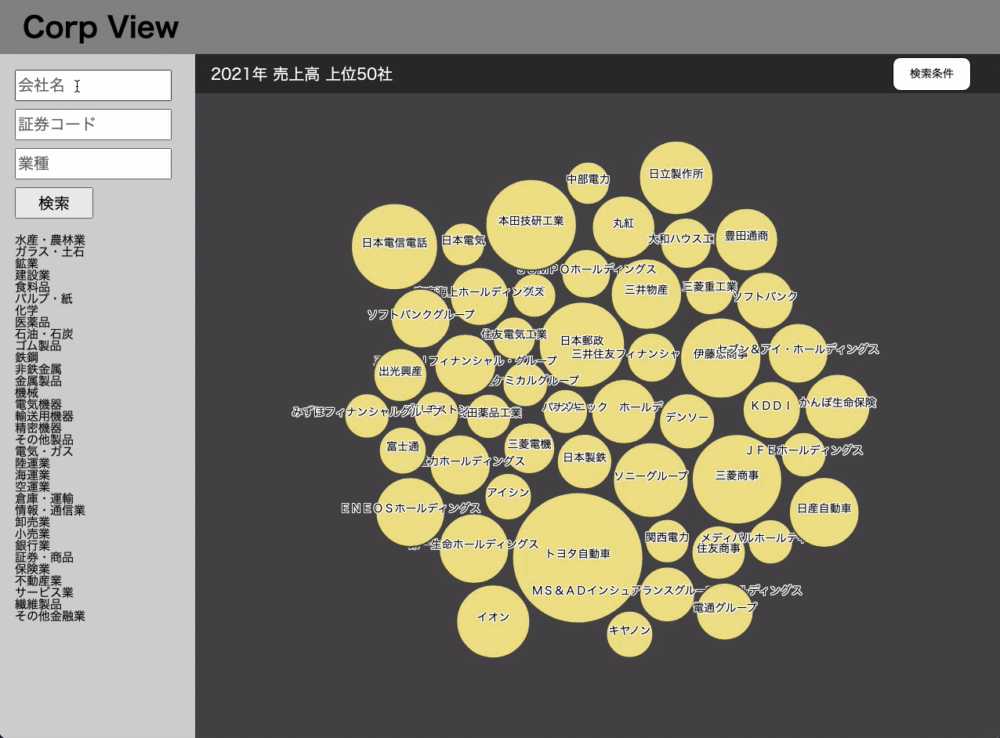 Corp View
会社名
証券コード
業種
検索
水産・農林業
ガラス・土石
鉱業
建設業
食料品
パルプ・紙
化学
医薬品
石油・石炭
ゴム製品
鉄鋼
非鉄金属
金属製品
機械
電気機器
輸送用機器
精密機器
その他製品
電気・ガス
陸運業
海運業
空運業
倉庫・運輸
情報・通信業
卸売業
小売業
銀行業
証券・商品
保険業
不動産業
サービス業
繊維製品
その他金融業
2021年 売上高 上位50社
検索条件
中部電力
日立製作所
本田技研工業
丸紅
日本電信電話
日本電気
大和ハウス工
豊田通商
ＰＯホールディングス
海上ホールディングス
三井物産
三菱重工業
ソフトバンク
ソフトバンクグループ
住友電気工業
日本郵政
三井住友フィナンシャ
伊藤忠商事
セブン＆アイ・ホールディングス
フィナンシャル・グループ
出光興産
ケミカルグループ
みずほフィナンシャルグループ
田薬品工業
パナソニック　ホールデ
デンソー
ＫＤＤＩ
かんぽ生命保険
富士通
三菱電機
日本製鉄
力ホールディングス
ソニーグループ
三菱商事
ＪＦＥホールディングス
アイシン
ＥＮＥＯＳホールディングス
日産自動車
生命ホールディングス
トヨタ自動車
関西電力
メディパルホールディ
住友商事
ＭＳ＆ＡＤインシュアランスグルー
ディングス
電通グループ
イオン
キヤノン